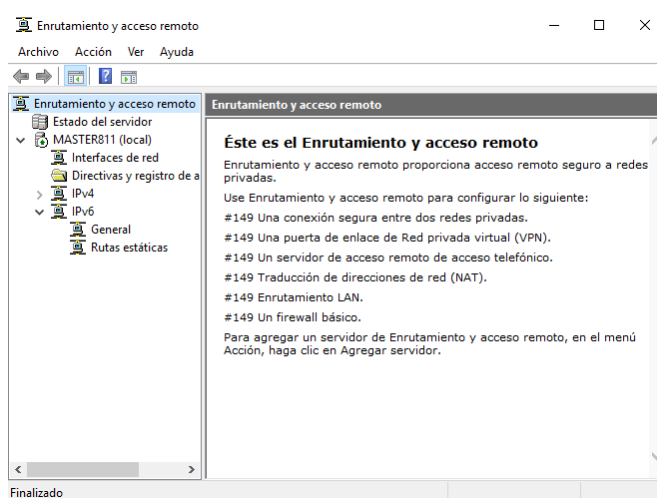 Enrutamiento y acceso remoto
Archivo Acción Ver Ayuda
Enrutamiento y acceso remoto
Estado del servidor
MASTER811 (local)
Interfaces de red
Directivas y registro de a
IPv4
IPv6
General
Rutas estáticas
Enrutamiento y acceso remoto
Éste es el Enrutamiento y acceso remoto
Enrutamiento y acceso remoto proporciona acceso remoto seguro a redes
privadas.
Use Enrutamiento y acceso remoto para configurar lo siguiente:
#149 Una conexión segura entre dos redes privadas.
#149 Una puerta de enlace de Red privada virtual (VPN).
#149 Un servidor de acceso remoto de acceso telefónico.
#149 Traducción de direcciones de red (NAT).
#149 Enrutamiento LAN.
#149 Un firewall básico.
Para agregar un servidor de Enrutamiento y acceso remoto, en el menú
Acción, haga clic en Agregar servidor.
Finalizado